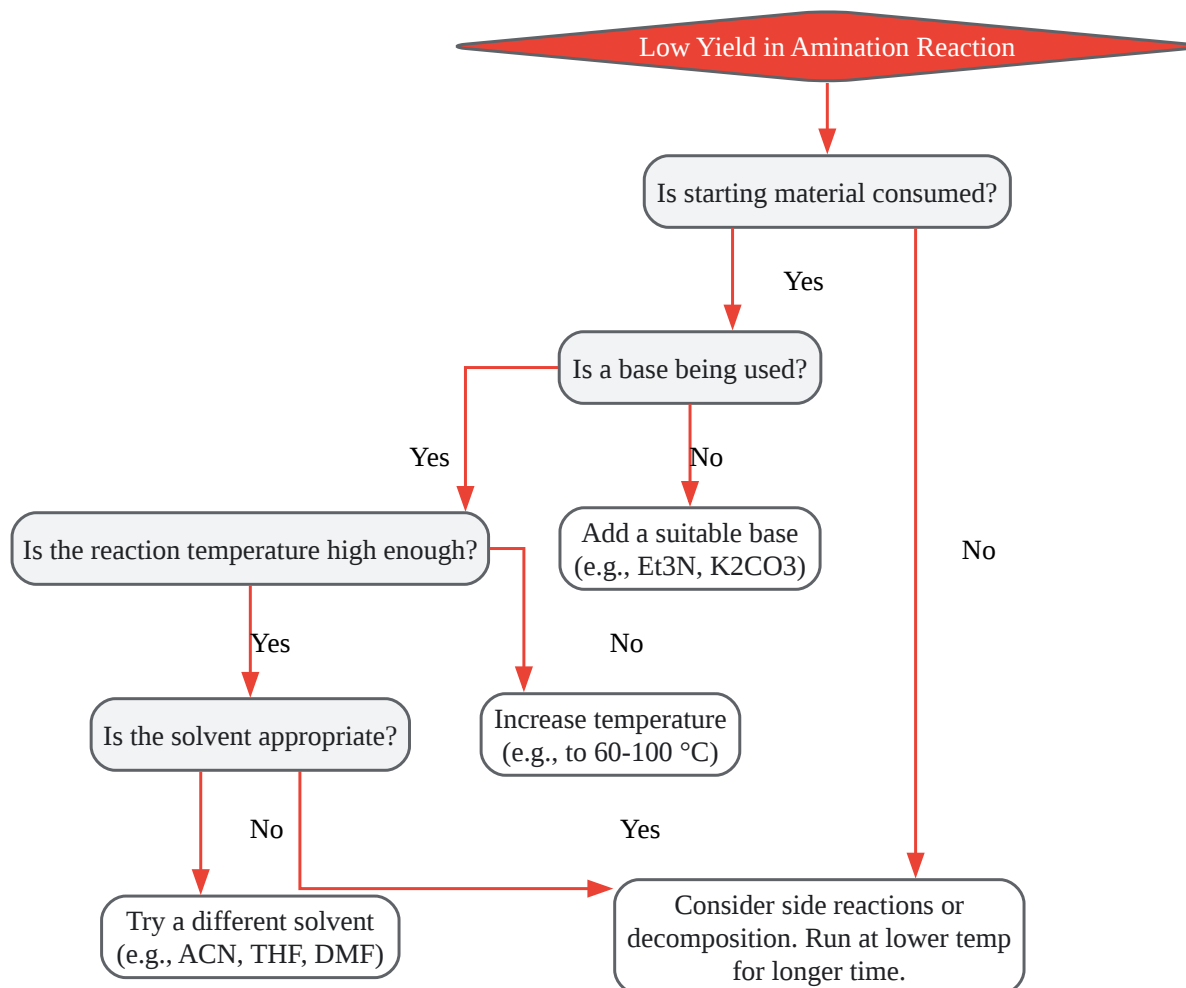 Low Yield in Amination Reaction
Is starting material consumed?
Yes
Is a base being used?
Yes
No
Is the reaction temperature high enough?
Add a suitable base
(e.g., Et3N, K2CO3)
No
Yes
No
Is the solvent appropriate?
Increase temperature
(e.g., to 60-100 °C)
No
Yes
Try a different solvent
(e.g., ACN, THF, DMF)
Consider side reactions or
decomposition. Run at lower temp
for longer time.